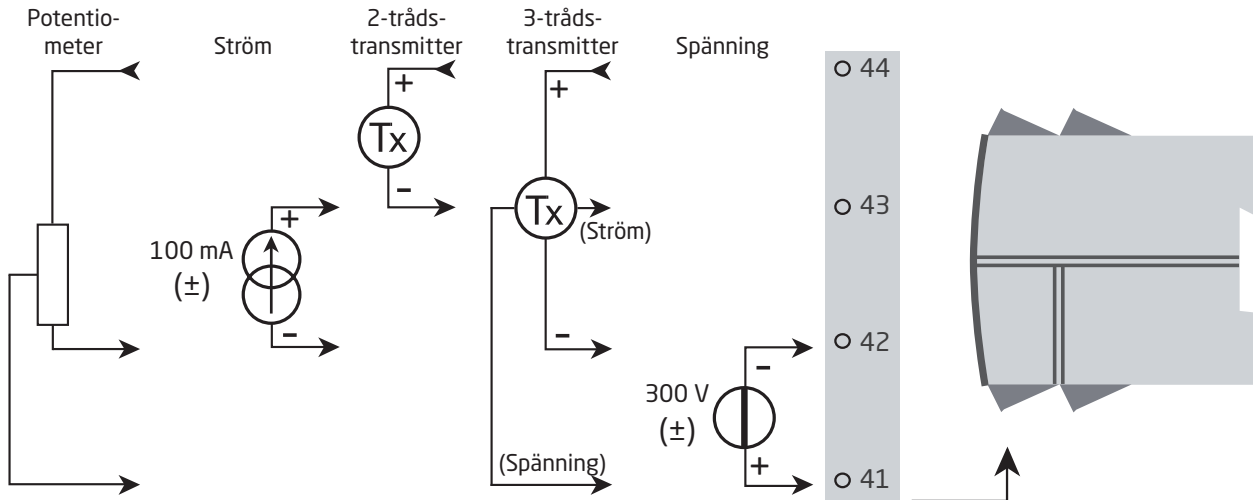 Potentio-
meter
Ström
2-tråds-
transmitter
3-tråds-
transmitter
Spänning
44
+
+
Tx
-
+
43
Tx
(Ström)
100 mA
(±)
-
-
42
-
300 V
(±)
+
(Spänning)
41